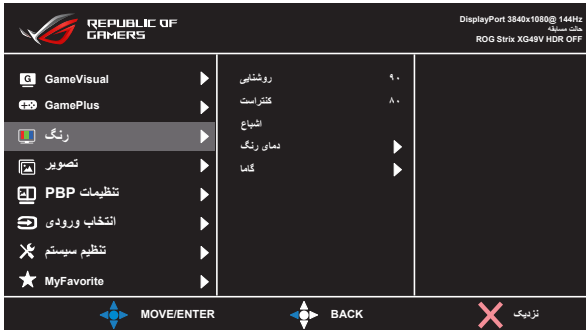 REPUBLIC OF
GAMERS
DisplayPort 3840x1080@ 144Hz
حالت مسابقه
ROG Strix XG49V HDR OFF
G GameVisual
GamePlus
رنگ
تصویر
تنظیمات PBP
انتخاب ورودی
تنظیم سیستم
MyFavorite
روشنایی ۹۰
کنتراست ۸۰
اشباع
دمای رنگ
گاما
MOVE/ENTER
BACK
نزدیک